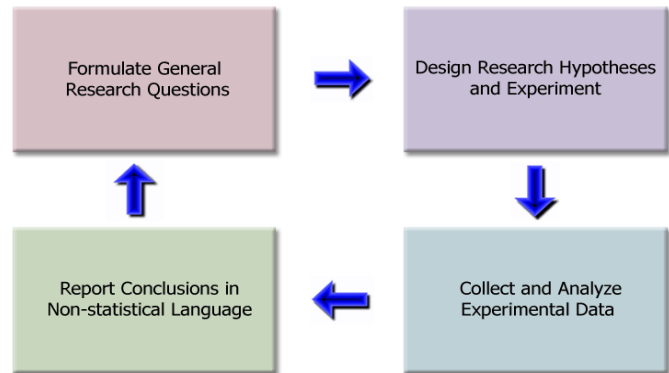 Formulate General
Research Questions
Design Research Hypotheses
and Experiment
Collect and Analyze
Experimental Data
Report Conclusions in
Non-statistical Language